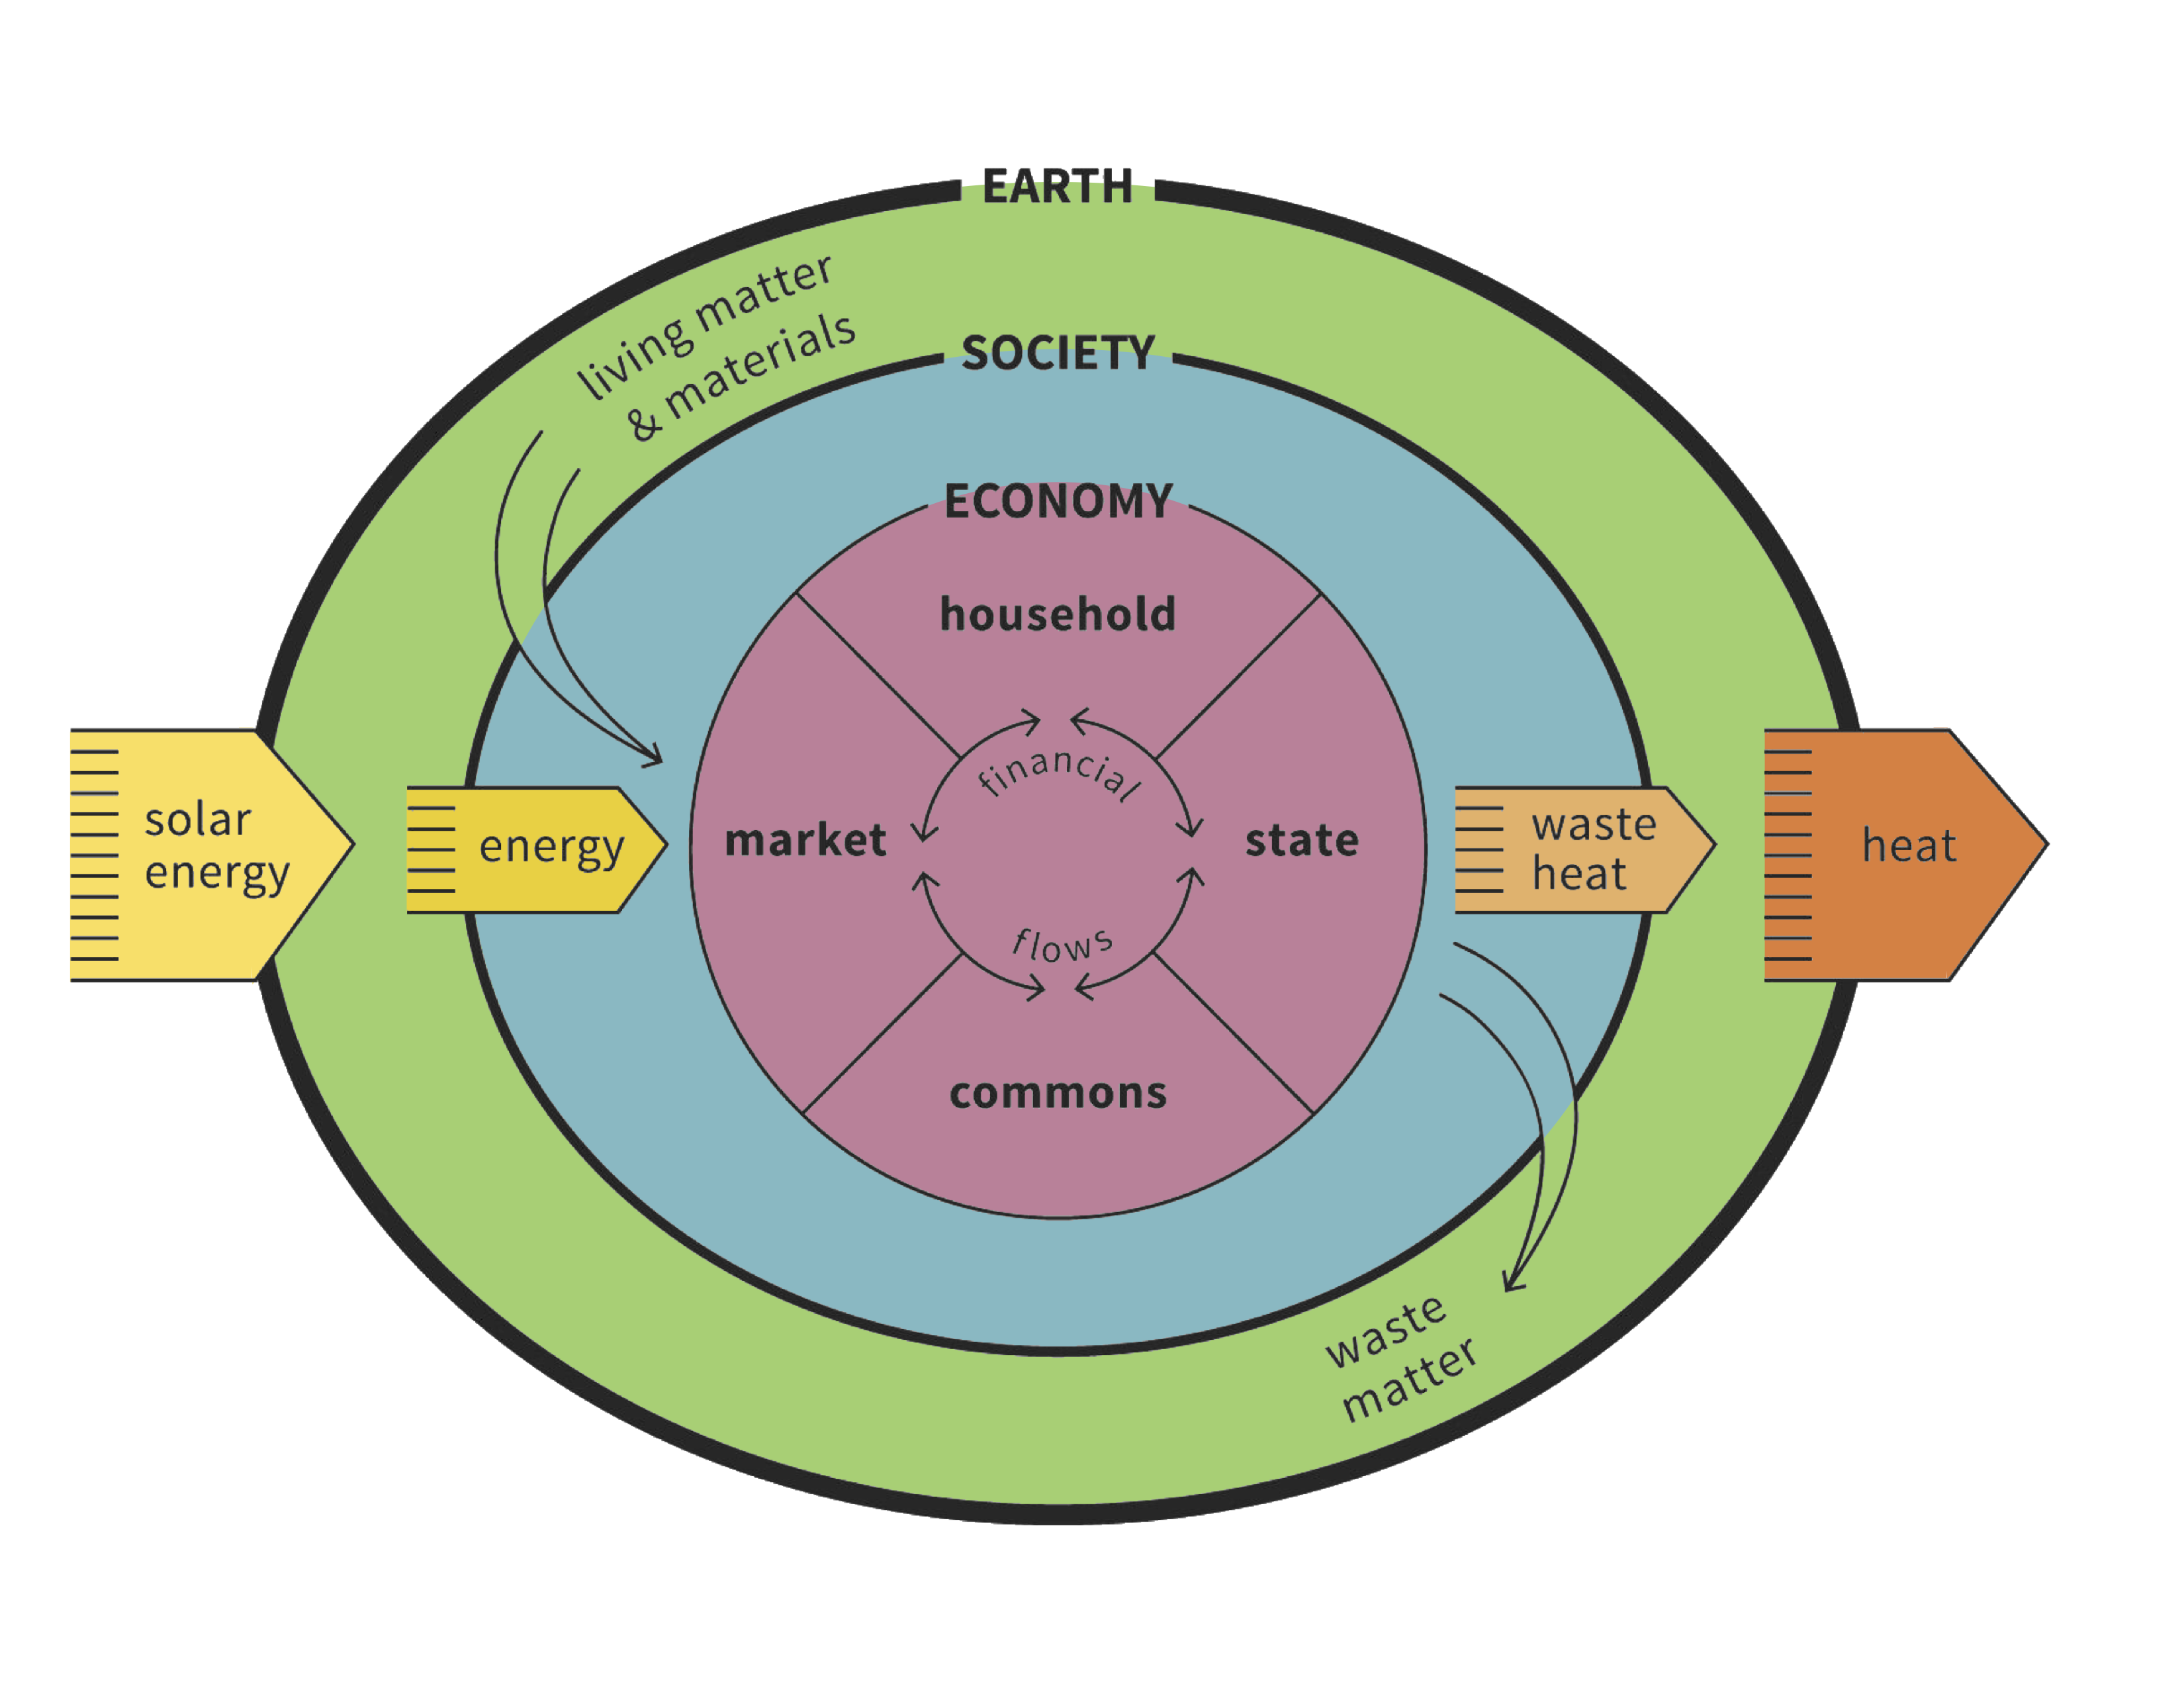 EARTH
living matter
& materials
SOCIETY
ECONOMY
household
financial
solar
energy
energy
market
state
waste
heat
heat
flows
commons
waste
matter